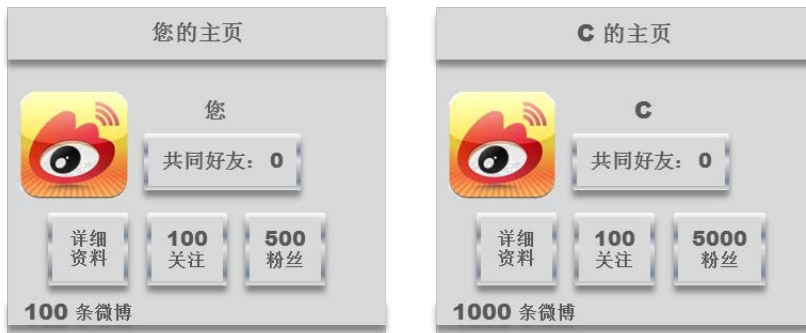 您的主页
您
共同好友: 0
详细
资料
100
关注
500
粉丝
100 条微博
C 的主页
C
共同好友: 0
详细
资料
100
关注
5000
粉丝
1000 条微博